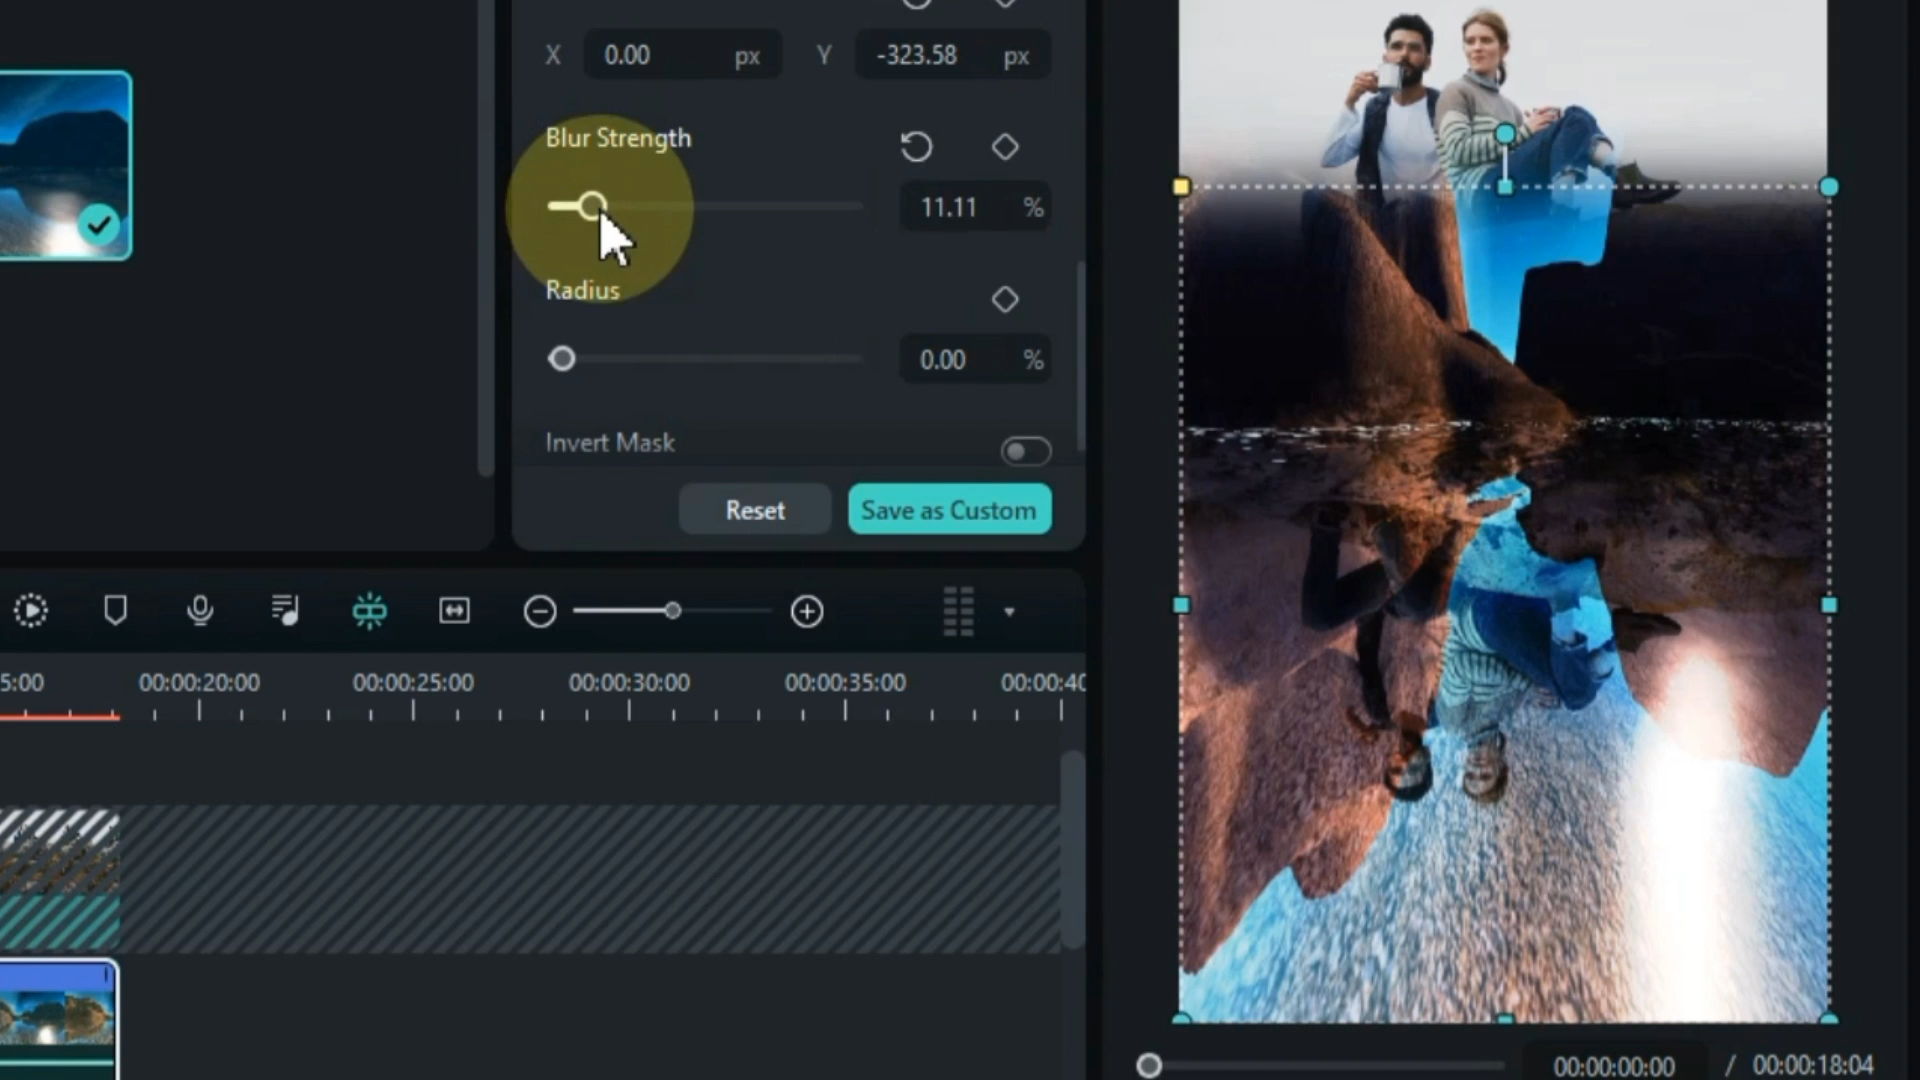 X 0.00 px Y -323.58 px
Blur Strength
11.11 %
Radius
0.00 %
Invert Mask
Reset Save as Custom
5:00 00:00:20:00 00:00:25:00 00:00:30:00 00:00:35:00 00:00:40
00:00:00:00 / 00:00:18:04